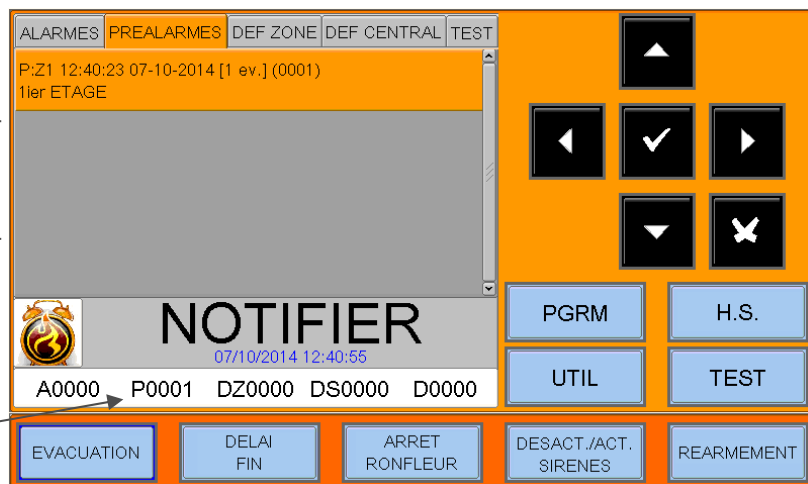 ALARMES PREALARMES DEF ZONE DEF CENTRAL TEST
P:Z1 12:40:23 07-10-2014 [1 ev.] (0001)
1ier ETAGE
NOTIFIER
07/10/2014 12:40:55
A0000 P0001 DZ0000 DS0000 D0000
PGRM H.S.
UTIL TEST
EVACUATION
DELAI
FIN
ARRET
RONFLEUR
DESACT./ACT.
SIRENES
REARMEMENT